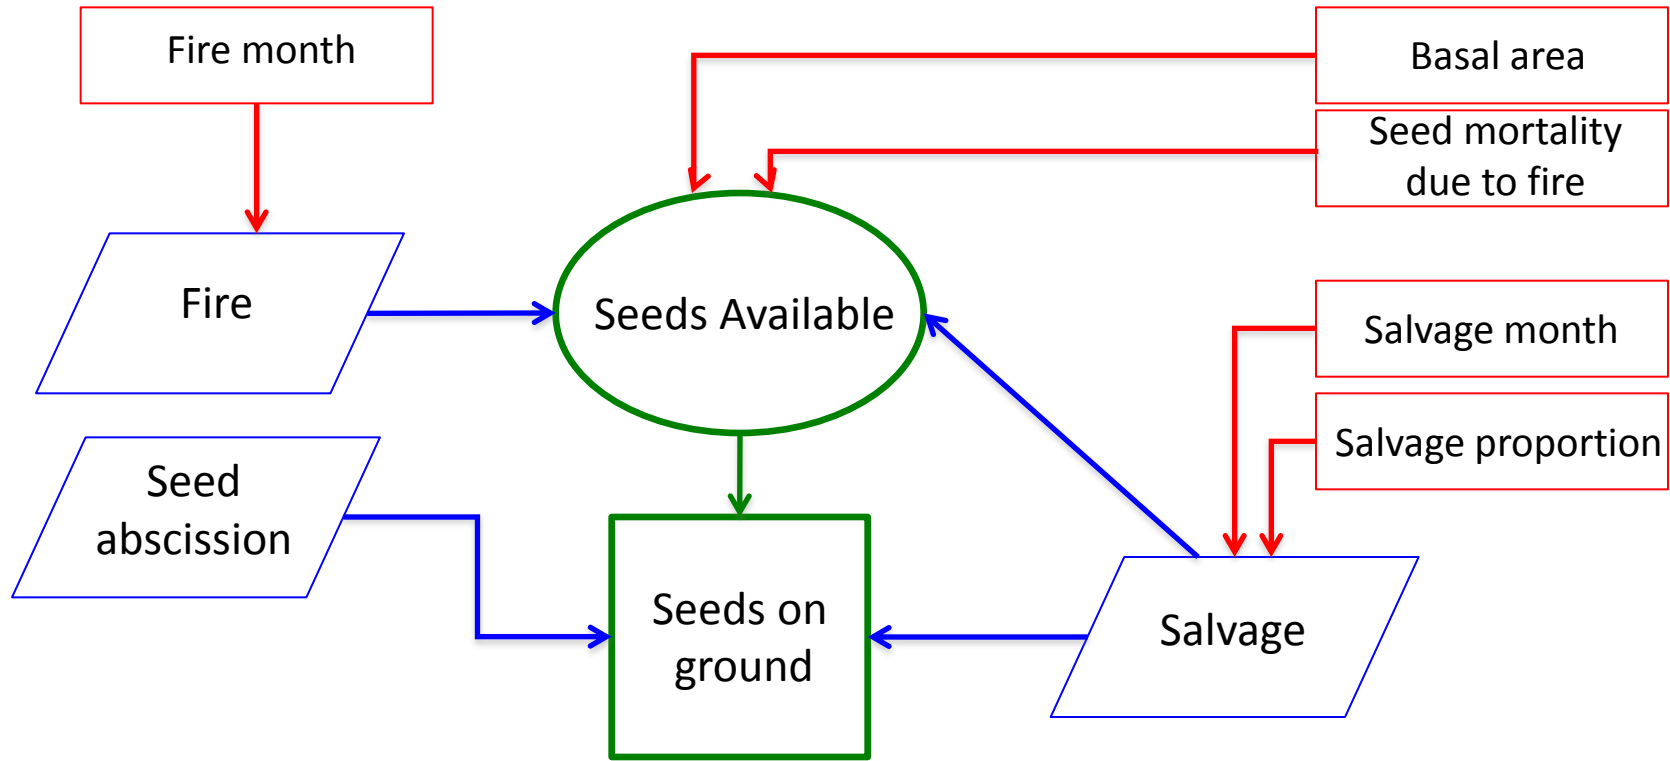 Fire month
Basal area
Seed mortality
due to fire
Fire
Seeds Available
Salvage month
Salvage proportion
Seed
abscission
Seeds on
ground
Salvage